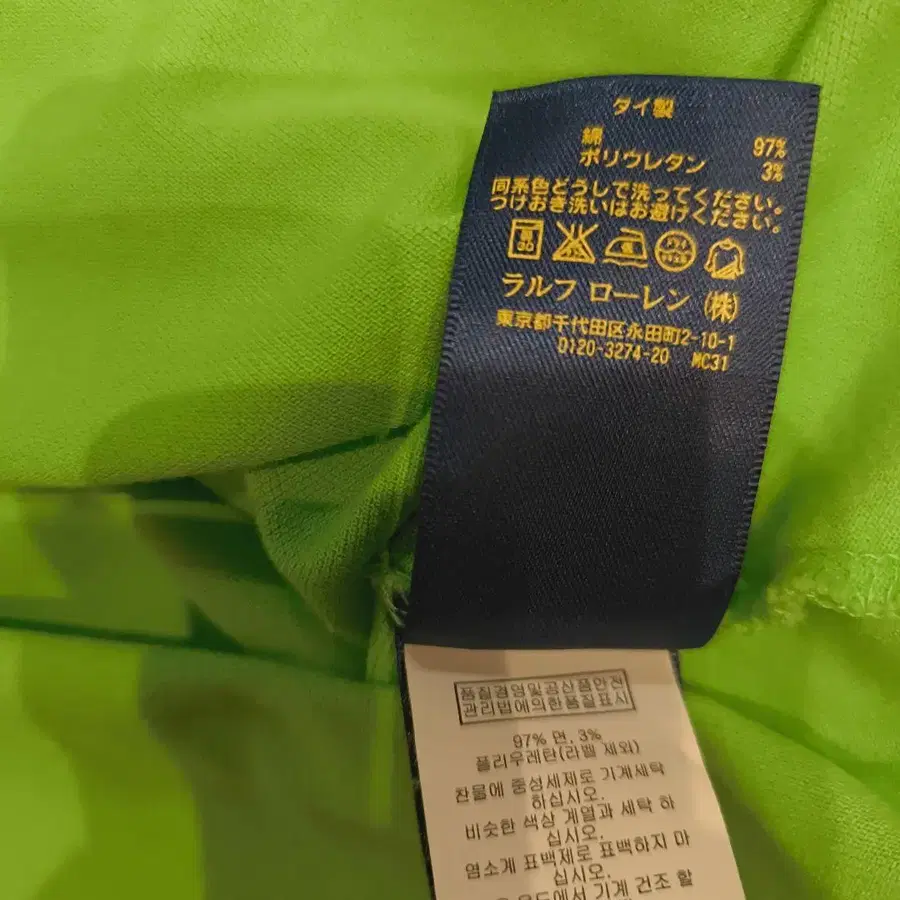 タイ製
綿 97%
ポリウレタン 3%
同系色どうしで洗ってください。
つけおき洗いはお避けください。
ラルフ ローレン (株)
東京都千代田区永田町2-10-1
0120-3274-20 MC31
품질경영및공산품안전
관리법에의한품질표시
97% 면, 3%
폴리우레탄(라벨 제외)
찬물에 중성세제로 기계세탁
하십시오.
비슷한 색상 계열과 세탁 하
십시오.
염소계 표백제로 표백하지 마
십시오.
기계 건조 할